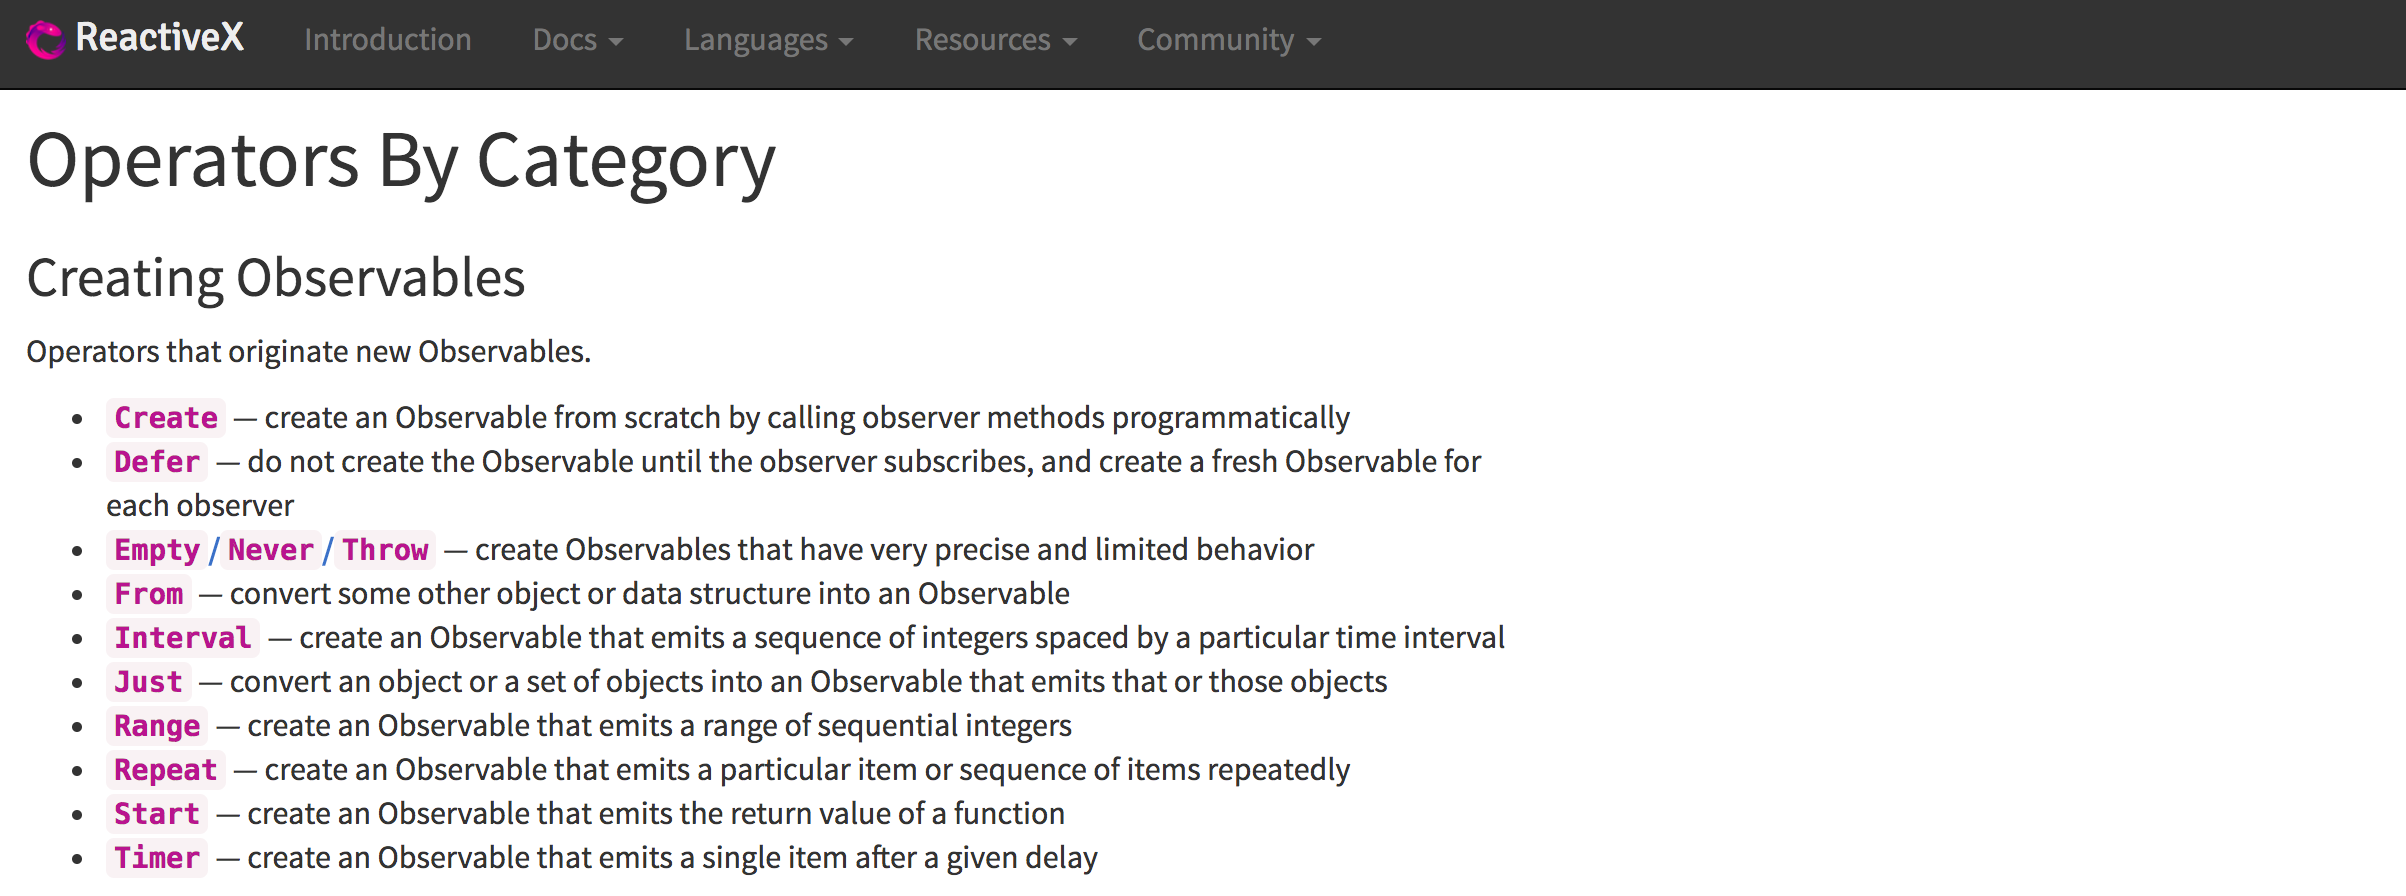 ReactiveX Introduction Docs Languages Resources Community
Operators By Category
Creating Observables
Operators that originate new Observables.
• Create — create an Observable from scratch by calling observer methods programmatically
• Defer — do not create the Observable until the observer subscribes, and create a fresh Observable for
each observer
• Empty/Never/Throw — create Observables that have very precise and limited behavior
• From — convert some other object or data structure into an Observable
• Interval — create an Observable that emits a sequence of integers spaced by a particular time interval
• Just — convert an object or a set of objects into an Observable that emits that or those objects
• Range — create an Observable that emits a range of sequential integers
• Repeat — create an Observable that emits a particular item or sequence of items repeatedly
• Start — create an Observable that emits the return value of a function
• Timer — create an Observable that emits a single item after a given delay